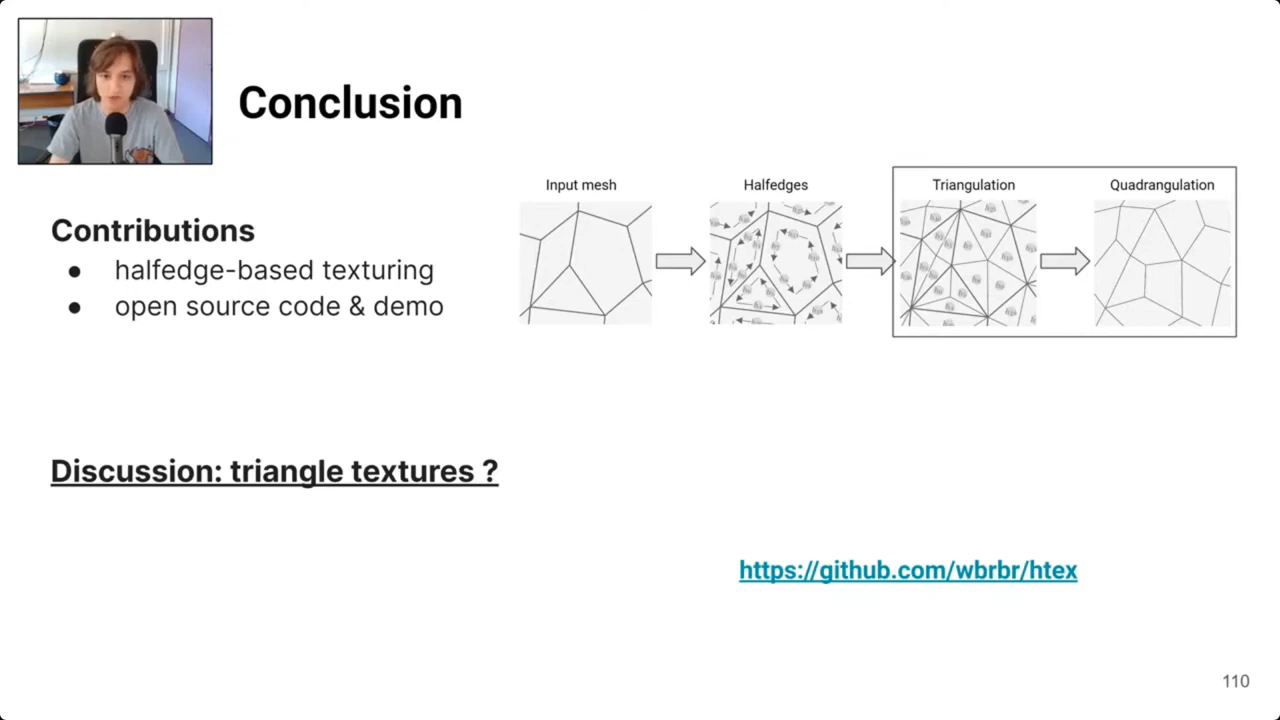 Conclusion
Input mesh
Halfedges
Triangulation
Quadrangulation
Contributions
● halfedge-based texturing
● open source code & demo
Discussion: triangle textures ?
https://github.com/wbrbr/htex
110